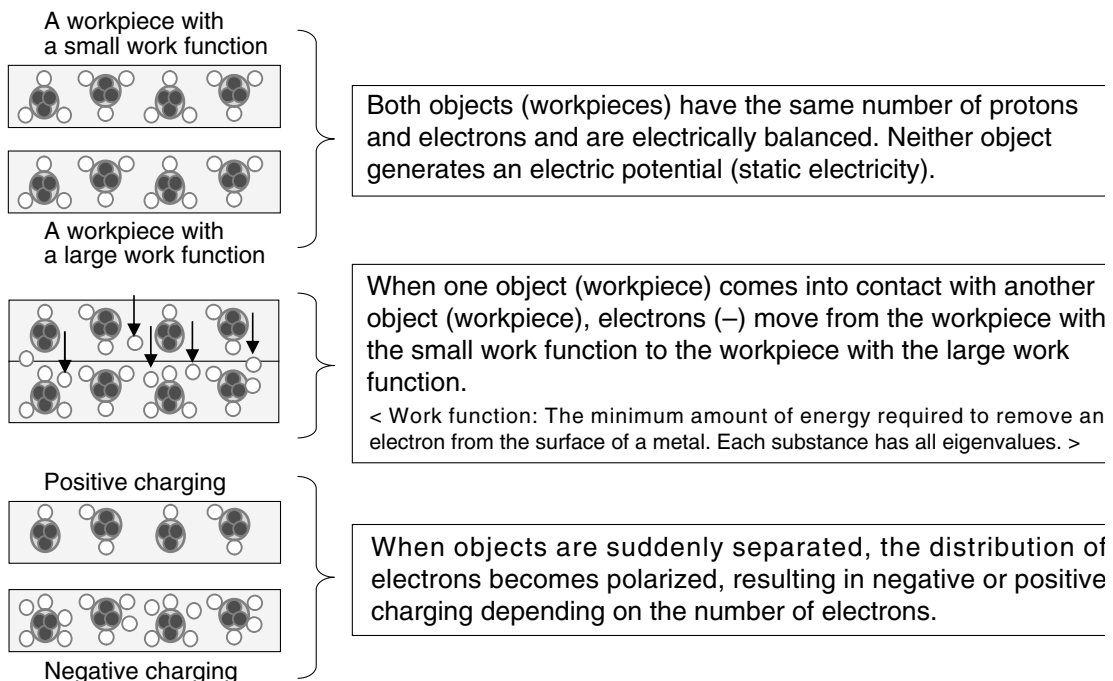 A workpiece with
a small work function
Both objects (workpieces) have the same number of protons
and electrons and are electrically balanced. Neither object
generates an electric potential (static electricity).
A workpiece with
a large work function
When one object (workpiece) comes into contact with another
object (workpiece), electrons (–) move from the workpiece with
the small work function to the workpiece with the large work
function.
< Work function: The minimum amount of energy required to remove an
electron from the surface of a metal. Each substance has all eigenvalues. >
Positive charging
When objects are suddenly separated, the distribution of
electrons becomes polarized, resulting in negative or positive
charging depending on the number of electrons.
Negative charging